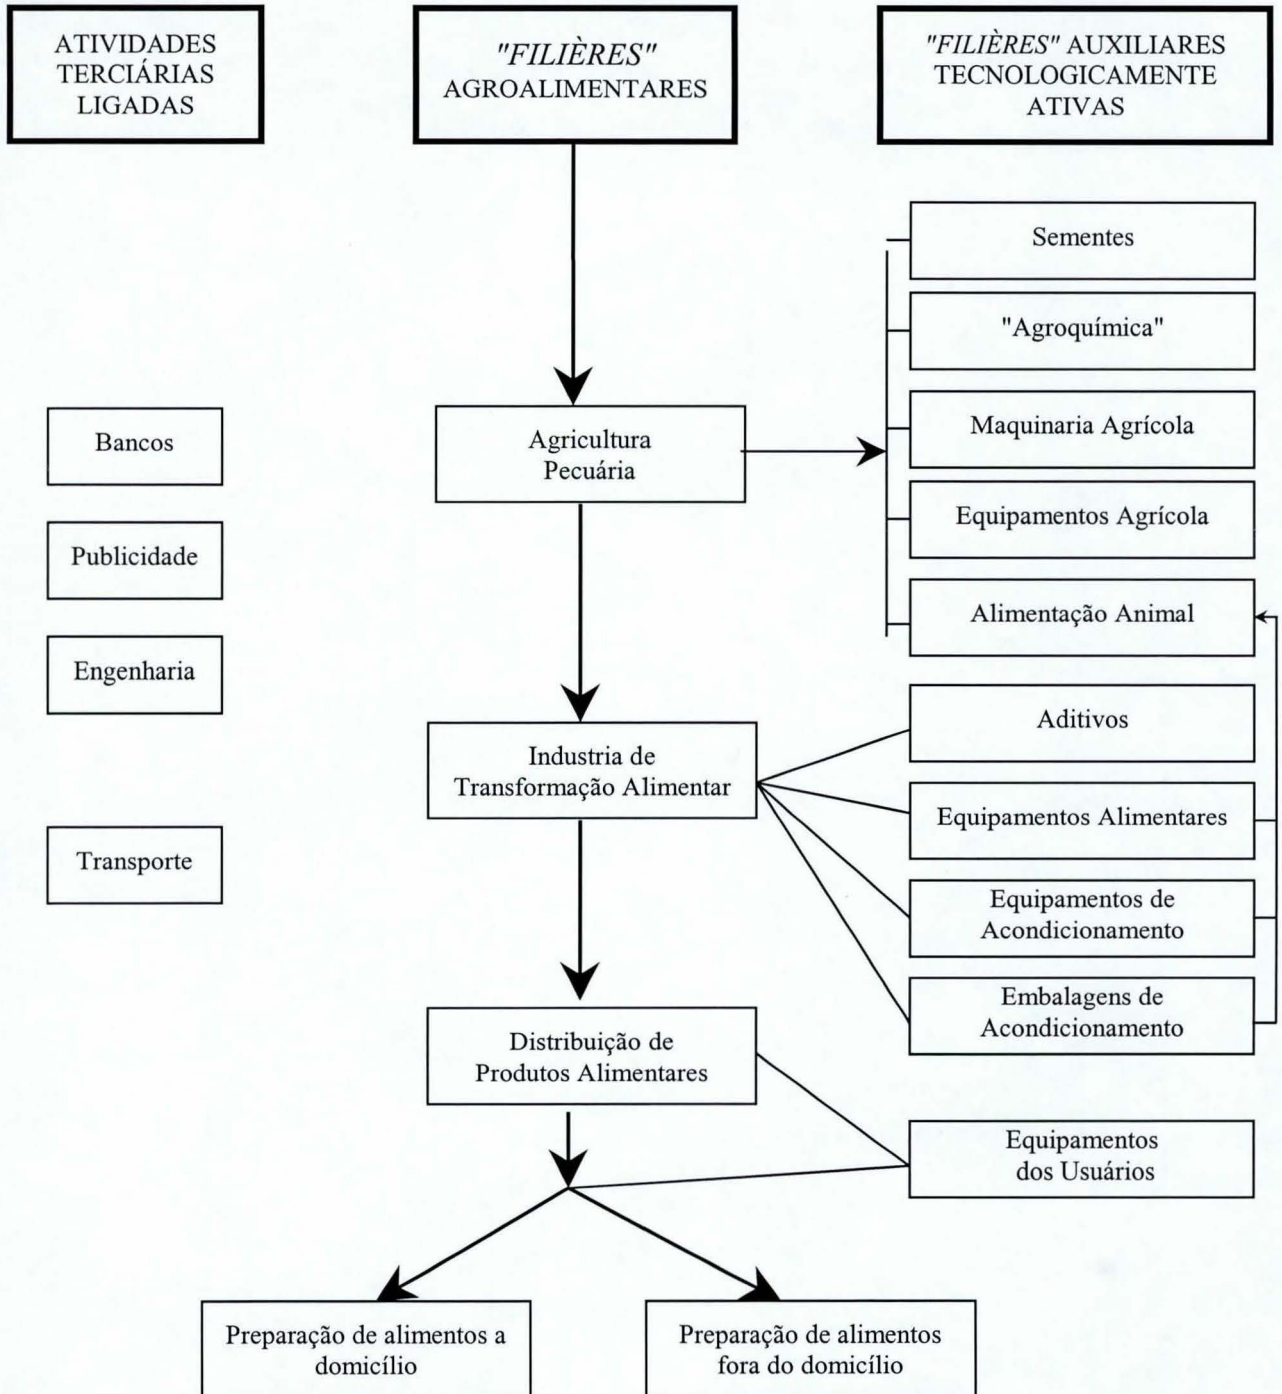 ATIVIDADES
TERCIÁRIAS
LIGADAS
"FILIÈRES"
AGROALIMENTARES
"FILIÈRES" AUXILIARES
TECNOLOGICAMENTE
ATIVAS
Sementes
"Agroquímica"
Maquinaria Agrícola
Equipamentos Agrícola
Alimentação Animal
Bancos
Publicidade
Engenharia
Transporte
Agricultura
Pecuária
Industria de
Transformação Alimentar
Aditivos
Equipamentos Alimentares
Equipamentos de
Acondicionamento
Embalagens de
Acondicionamento
Distribuição de
Produtos Alimentares
Equipamentos
dos Usuários
Preparação de alimentos a
domicílio
Preparação de alimentos
fora do domicílio